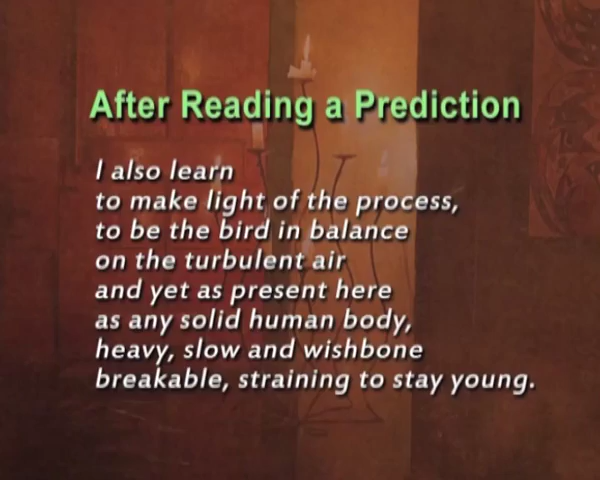 After Reading a Prediction
I also learn
to make light of the process,
to be the bird in balance
on the turbulent air
and yet as present here
as any solid human body,
heavy, slow and wishbone
breakable, straining to stay young.